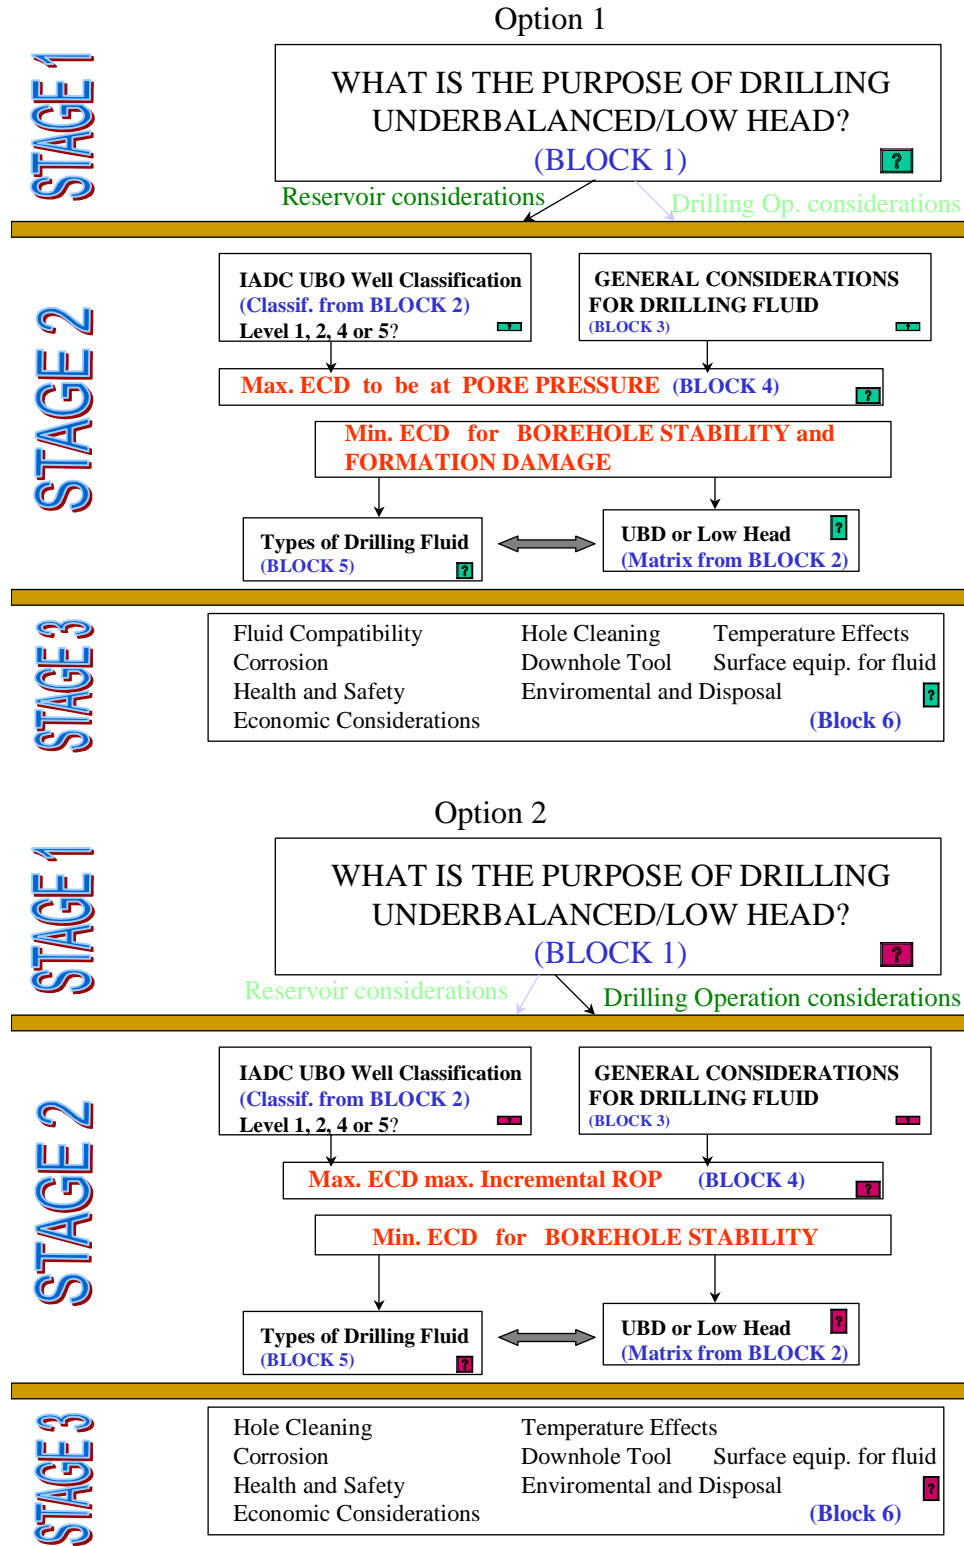 Option 1
STAGE 1
WHAT IS THE PURPOSE OF DRILLING
UNDERBALANCED/LOW HEAD?
(BLOCK 1)
?
Reservoir considerations
Drilling Op. considerations
STAGE 2
IADC UBO Well Classification
(Classif. from BLOCK 2)
Level 1, 2, 4 or 5?
?
GENERAL CONSIDERATIONS
FOR DRILLING FLUID
(BLOCK 3)
?
Max. ECD to be at PORE PRESSURE (BLOCK 4)
?
Min. ECD for BOREHOLE STABILITY and
FORMATION DAMAGE
Types of Drilling Fluid
(BLOCK 5)
?
UBD or Low Head
?
(Matrix from BLOCK 2)
STAGE 3
Fluid Compatibility Hole Cleaning Temperature Effects
Corrosion Downhole Tool Surface equip. for fluid
Health and Safety Enviromental and Disposal
?
Economic Considerations (Block 6)
Option 2
STAGE 1
WHAT IS THE PURPOSE OF DRILLING
UNDERBALANCED/LOW HEAD?
(BLOCK 1)
?
Reservoir considerations
Drilling Operation considerations
STAGE 2
IADC UBO Well Classification
(Classif. from BLOCK 2)
Level 1, 2, 4 or 5?
?
GENERAL CONSIDERATIONS
FOR DRILLING FLUID
(BLOCK 3)
?
Max. ECD max. Incremental ROP (BLOCK 4)
?
Min. ECD for BOREHOLE STABILITY
Types of Drilling Fluid
(BLOCK 5)
?
UBD or Low Head
?
(Matrix from BLOCK 2)
STAGE 3
Hole Cleaning Temperature Effects
Corrosion Downhole Tool Surface equip. for fluid
Health and Safety Enviromental and Disposal
?
Economic Considerations (Block 6)